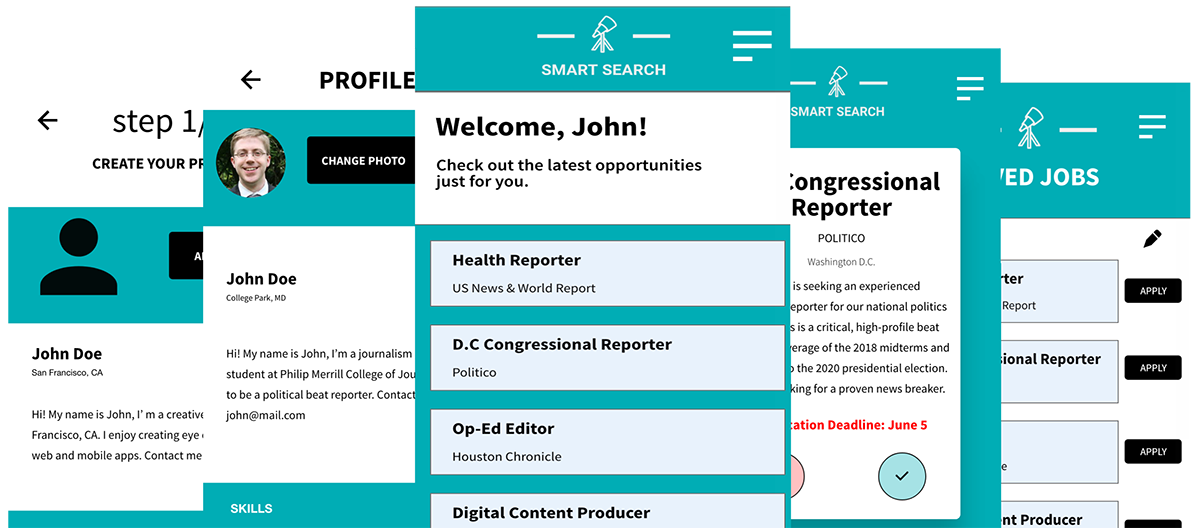 step 1/
CREATE YOUR
John Doe
San Francisco, CA
Hi! My name is John, I' m a creative
Francisco, CA. I enjoy creating eye
web and mobile apps. Contact me
PROFILE
CHANGE PHOTO
John Doe
College Park, MD
Hi! My name is John, I'm a journalism
student at Philip Merrill College of
to be a political beat reporter. Contact
john@mail.com
SKILLS
SMART SEARCH
Welcome, John!
Check out the latest opportunities
just for you.
Health Reporter
US News & World Report
D.C Congressional Reporter
Politico
Op-Ed Editor
Houston Chronicle
Digital Content Producer
SMART SEARCH
Congressional
Reporter
POLITICO
Washington D.C.
is seeking an experienced
reporter for our national politics
is a critical, high-profile beat
verage of the 2018 midterms and
the 2020 presidential election.
king for a proven news breaker.
cation Deadline: June 5
VED JOBS
rter
Report
APPLY
sional Reporter
APPLY
APPLY
nt Producer